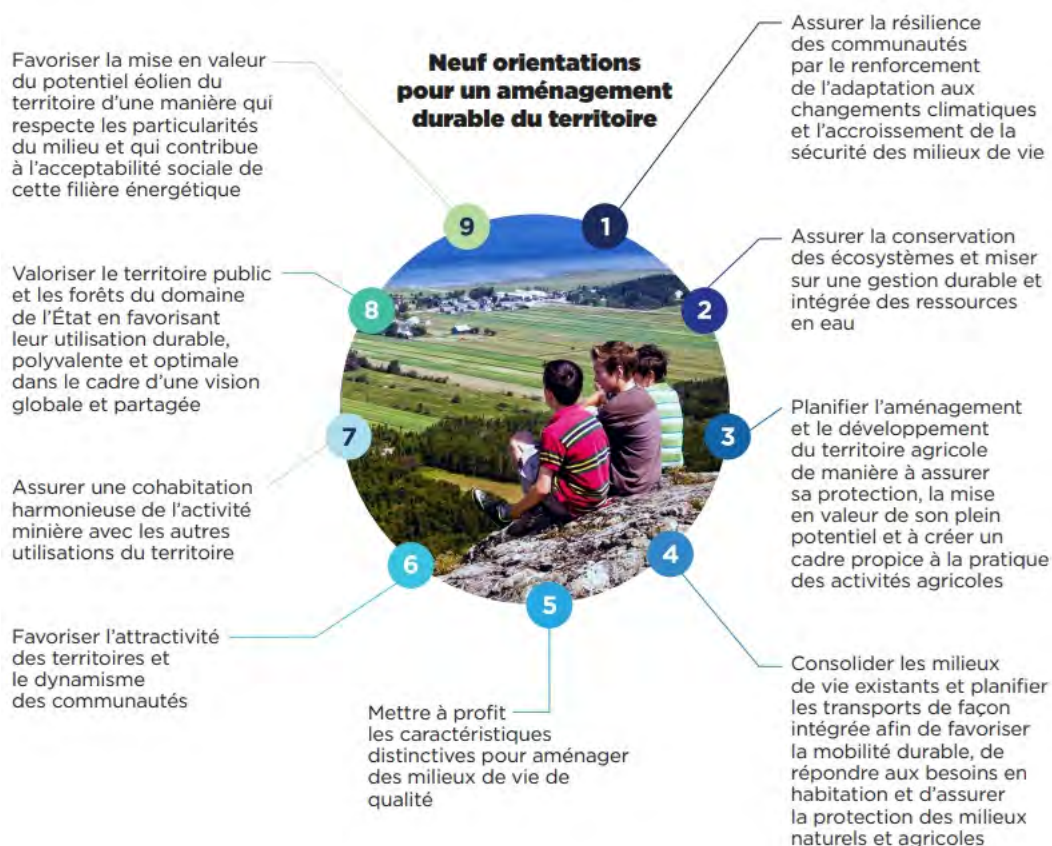 Neuf orientations
pour un aménagement
durable du territoire
1
Assurer la résilience
des communautés
par le renforcement
de l'adaptation aux
changements climatiques
et l'accroissement de la
sécurité des milieux de vie
2
Assurer la conservation
des écosystèmes et miser
sur une gestion durable et
intégrée des ressources
en eau
3
Planifier l'aménagement
et le développement
du territoire agricole
de manière à assurer
sa protection, la mise
en valeur de son plein
potentiel et à créer un
cadre propice à la pratique
des activités agricoles
4
Consolider les milieux
de vie existants et planifier
les transports de façon
intégrée afin de favoriser
la mobilité durable, de
répondre aux besoins en
habitation et d'assurer
la protection des milieux
naturels et agricoles
5
Mettre à profit
les caractéristiques
distinctives pour aménager
des milieux de vie de
qualité
6
Favoriser l'attractivité
des territoires et
le dynamisme
des communautés
7
Assurer une cohabitation
harmonieuse de l'activité
minière avec les autres
utilisations du territoire
8
Valoriser le territoire public
et les forêts du domaine
de l'État en favorisant
leur utilisation durable,
polyvalente et optimale
dans le cadre d'une vision
globale et partagée
9
Favoriser la mise en valeur
du potentiel éolien du
territoire d'une manière qui
respecte les particularités
du milieu et qui contribue
à l'acceptabilité sociale de
cette filière énergétique